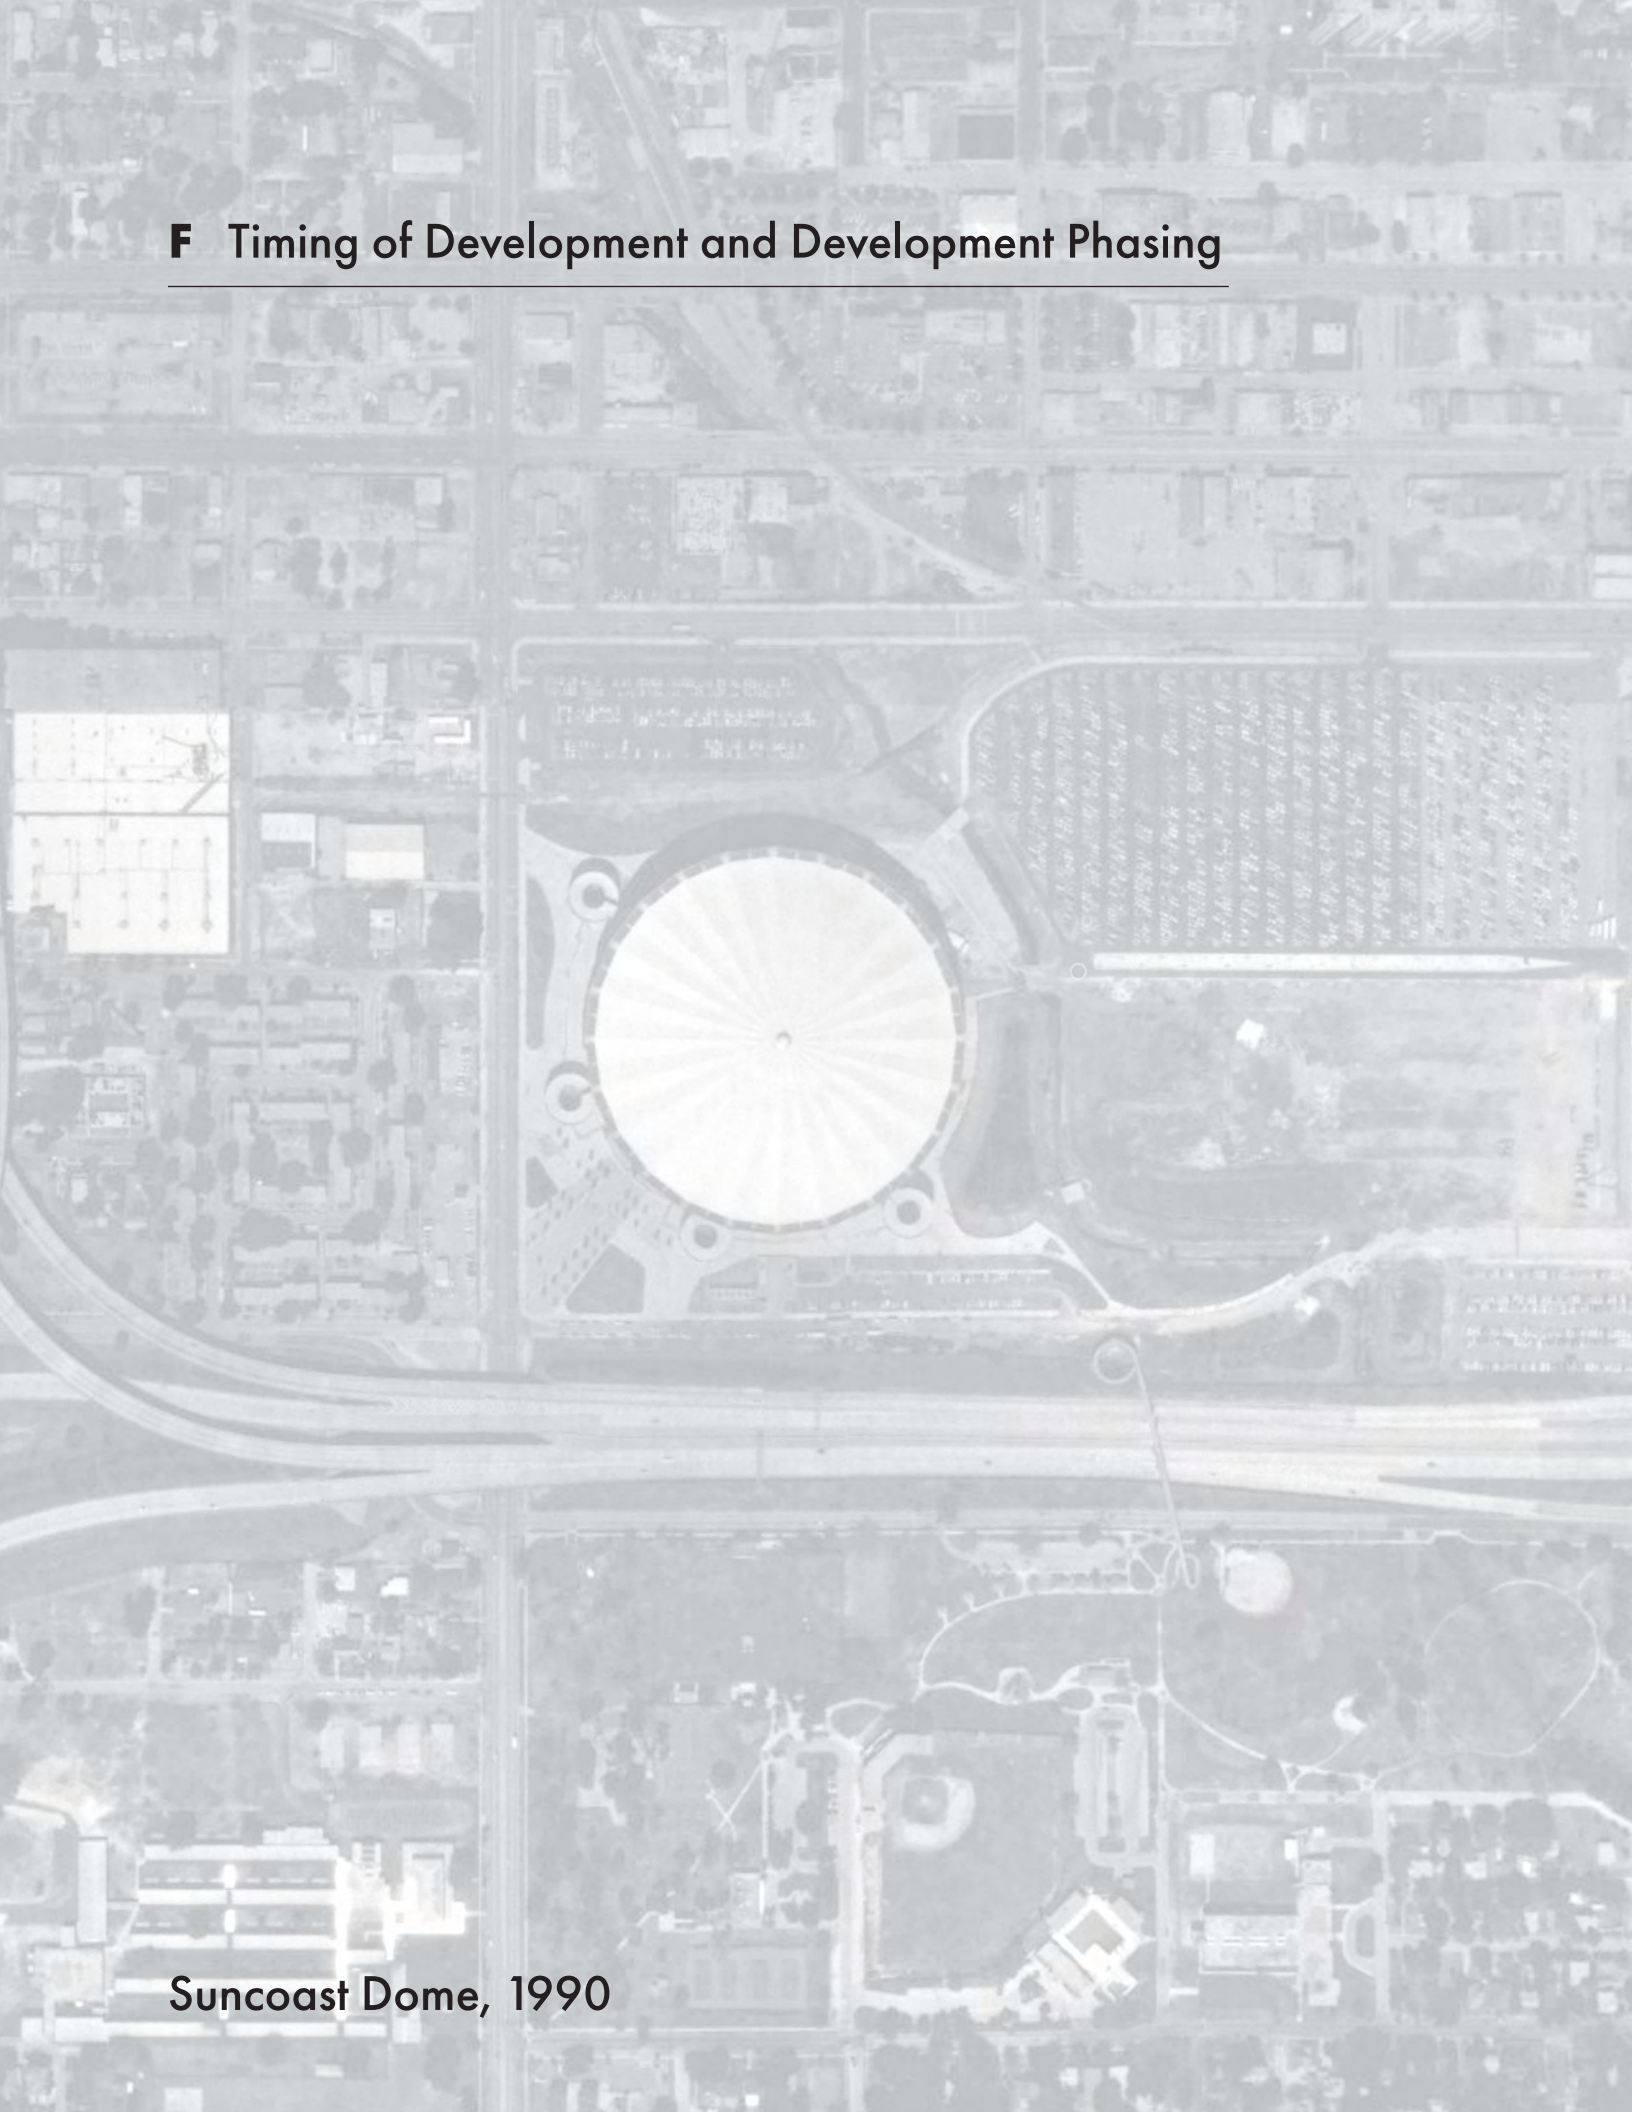 F Timing of Development and Development Phasing
Suncoast Dome, 1990